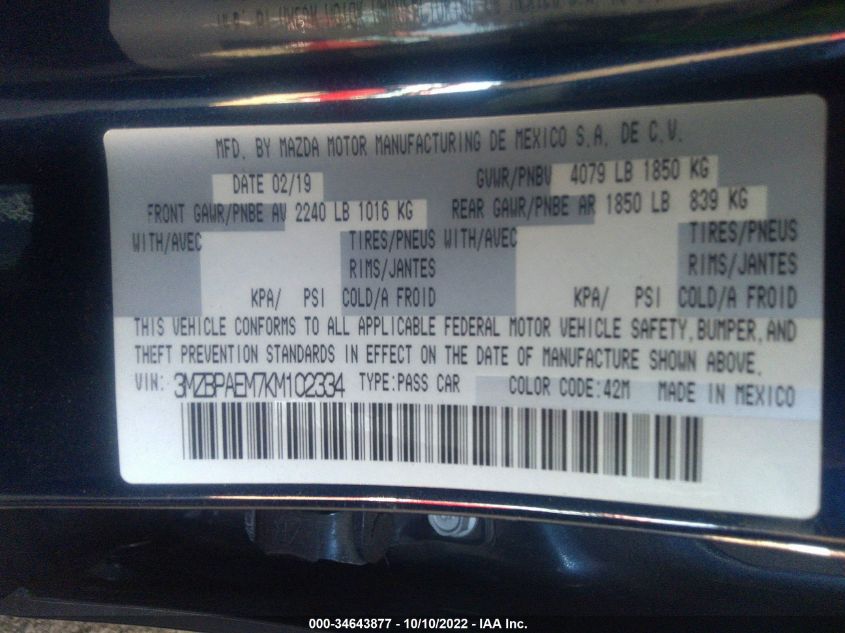 MFD. BY MAZDA MOTOR MANUFACTURING DE MEXICO S.A. DE C.V.
DATE 02/19 GVWR/PNBV 4079 LB 1850 KG
FRONT GAWR/PNBE AV 2240 LB 1016 KG REAR GAWR/PNBE AR 1850 LB 839 KG
WITH/AVEC TIRES/PNEUS WITH/AVEC TIRES/PNEUS
RIMS/JANTES RIMS/JANTES
KPA/ PSI COLD/A FROID KPA/ PSI COLD/A FROID
THIS VEHICLE CONFORMS TO ALL APPLICABLE FEDERAL MOTOR VEHICLE SAFETY, BUMPER, AND
THEFT PREVENTION STANDARDS IN EFFECT ON THE DATE OF MANUFACTURE SHOWN ABOVE.
VIN: 3MZBPAEM7KM102334 TYPE:PASS CAR COLOR CODE:42M MADE IN MEXICO
000-34643877 - 10/10/2022 - IAA Inc.